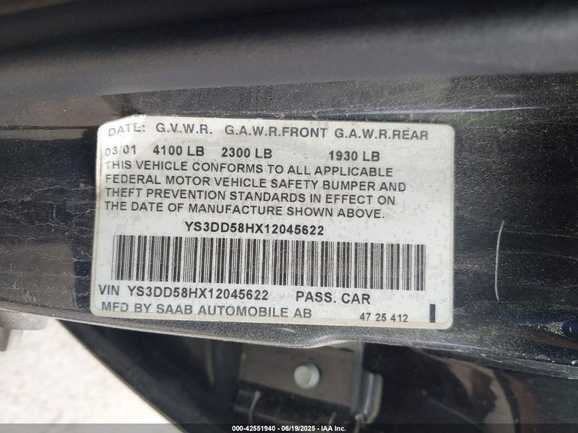 DATE: G.V.W.R. G.A.W.R.FRONT G.A.W.R.REAR
03/01 4100 LB 2300 LB 1930 LB
THIS VEHICLE CONFORMS TO ALL APPLICABLE
FEDERAL MOTOR VEHICLE SAFETY BUMPER AND
THEFT PREVENTION STANDARDS IN EFFECT ON
THE DATE OF MANUFACTURE SHOWN ABOVE.
YS3DD58HX12045622
VIN YS3DD58HX12045622 PASS. CAR
MFD BY SAAB AUTOMOBILE AB 47 25 412
000-42551940 - 06/19/2025 - IAA Inc.